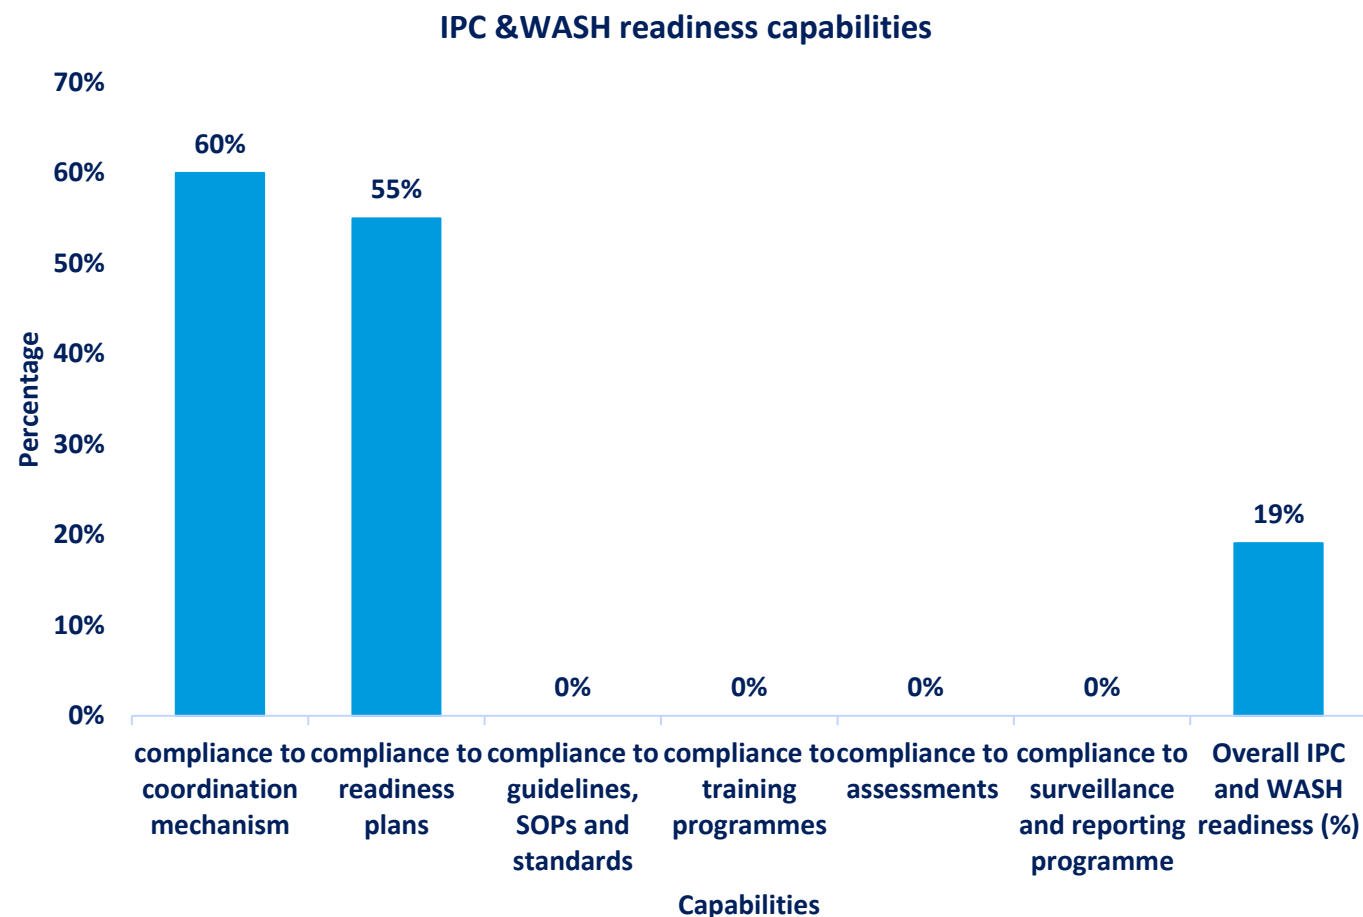 IPC &WASH readiness capabilities
70%
60%
50%
40%
30%
20%
10%
0%
Percentage
60%
55%
0%
0%
0%
0%
19%
compliance to
coordination
mechanism
compliance to
readiness
plans
compliance to
guidelines,
SOPs and
standards
compliance to
training
programmes
compliance to
assessments
compliance to
surveillance
and reporting
programme
Overall IPC
and WASH
readiness (%)
Capabilities